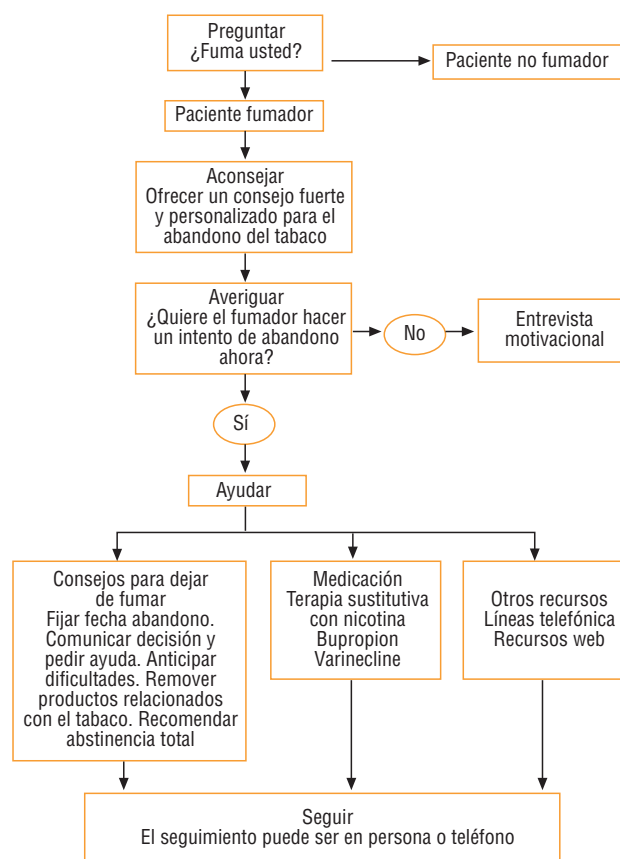 Preguntar
¿Fuma usted?
Paciente no fumador
Paciente fumador
Aconsejar
Ofrecer un consejo fuerte
y personalizado para el
abandono del tabaco
Averiguar
¿Quiere el fumador hacer
un intento de abandono
ahora?
No
Entrevista
motivacional
Sí
Ayudar
Consejos para dejar
de fumar
Fijar fecha abandono.
Comunicar decisión y
pedir ayuda. Anticipar
dificultades. Remover
productos relacionados
con el tabaco. Recomendar
abstinencia total
Medicación
Terapia sustitutiva
con nicotina
Bupropion
Varinecline
Otros recursos
Líneas telefónica
Recursos web
Seguir
El seguimiento puede ser en persona o teléfono